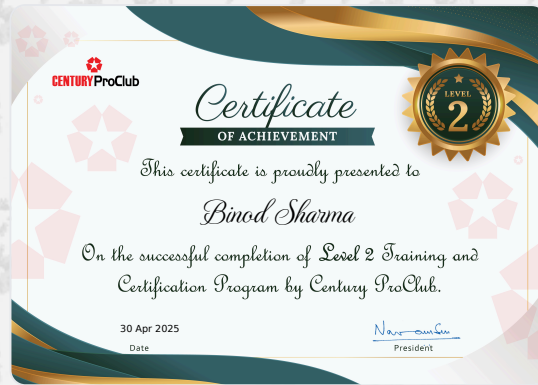 CENTURY ProClub
Certificate
OF ACHIEVEMENT
LEVEL
2
This certificate is proudly presented to
Binod Sharma
On the successful completion of Level 2 Training and
Certification Program by Century ProClub.
30 Apr 2025
Date
President